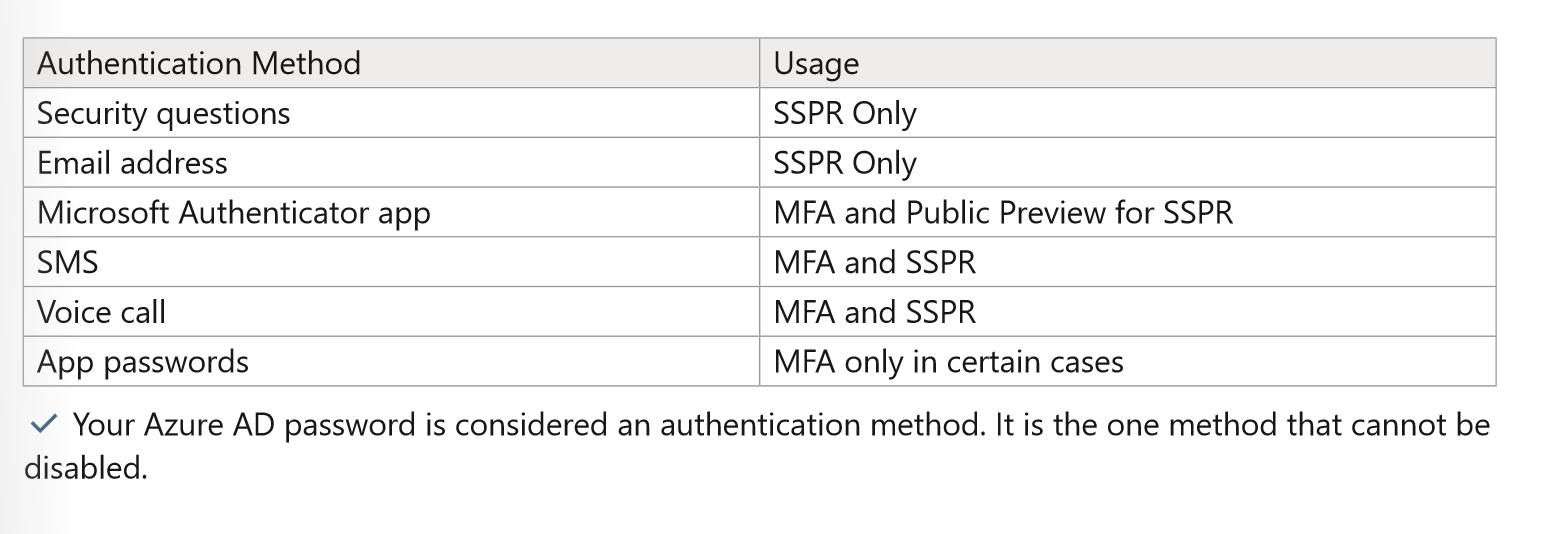 Authentication Method Usage
Security questions SSPR Only
Email address SSPR Only
Microsoft Authenticator app MFA and Public Preview for SSPR
SMS MFA and SSPR
Voice call MFA and SSPR
App passwords MFA only in certain cases
✓ Your Azure AD password is considered an authentication method. It is the one method that cannot be
disabled.